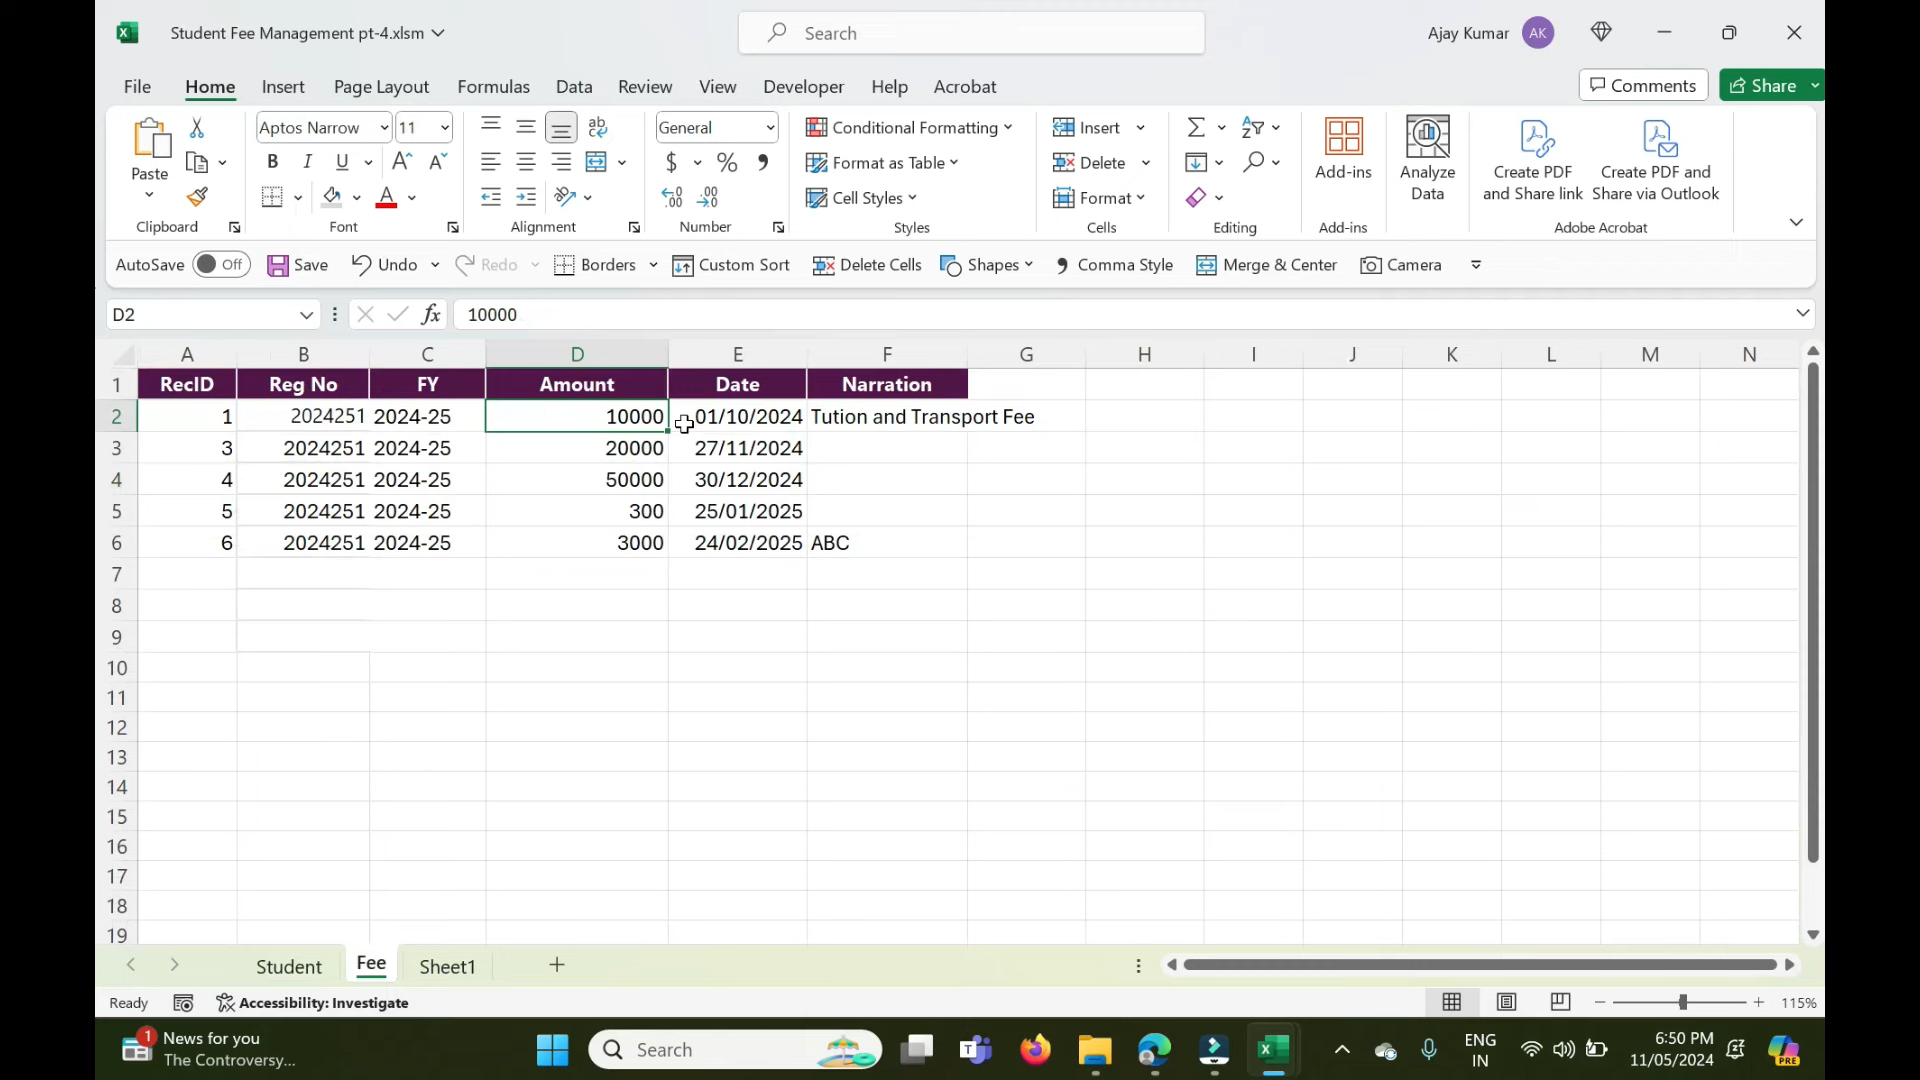 Student Fee Management pt-4.xlsm
Search
Ajay Kumar AK
File Home Insert Page Layout Formulas Data Review View Developer Help Acrobat Comments Share
Aptos Narrow 11 ab General Conditional Formatting Insert
Paste B I U $ % Format as Table Delete Add-ins Analyze Data Create PDF and Share link Create PDF and Share via Outlook
A Cell Styles Format
Clipboard Font Alignment Number Styles Cells Editing Add-ins Adobe Acrobat
AutoSave Off Save Undo Redo Borders Custom Sort Delete Cells Shapes Comma Style Merge & Center Camera
D2 fx 10000
A B C D E F G H I J K L M N
1 RecID Reg No FY Amount Date Narration
2 1 2024251 2024-25 10000 01/10/2024 Tution and Transport Fee
3 3 2024251 2024-25 20000 27/11/2024
4 4 2024251 2024-25 50000 30/12/2024
5 5 2024251 2024-25 300 25/01/2025
6 6 2024251 2024-25 3000 24/02/2025 ABC
7
8
9
10
11
12
13
14
15
16
17
18
19
Student Fee Sheet1
Ready Accessibility: Investigate 115%
1 News for you
The Controversy...
Search
ENG
IN
6:50 PM
11/05/2024
PRE